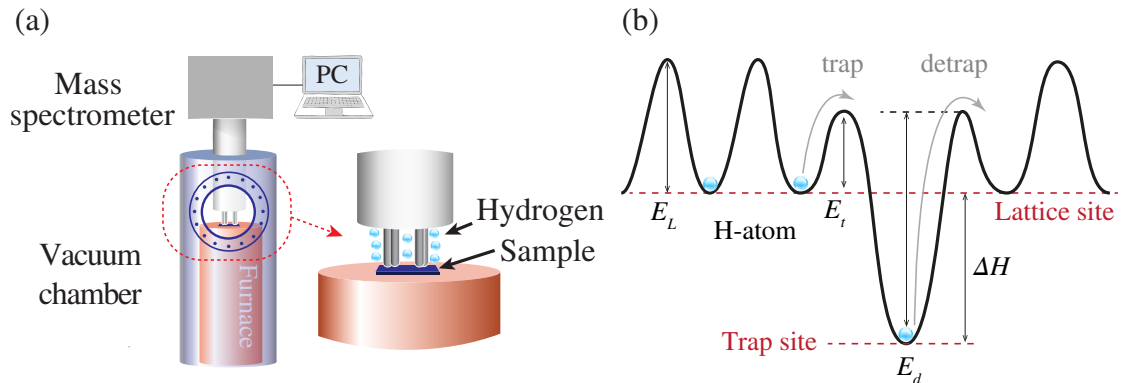 (a)
Mass
spectrometer
PC
Vacuum
chamber
Furnace
Hydrogen
Sample
(b)
trap
detrap
E_L
H-atom
E_t
Lattice site
ΔH
Trap site
E_d